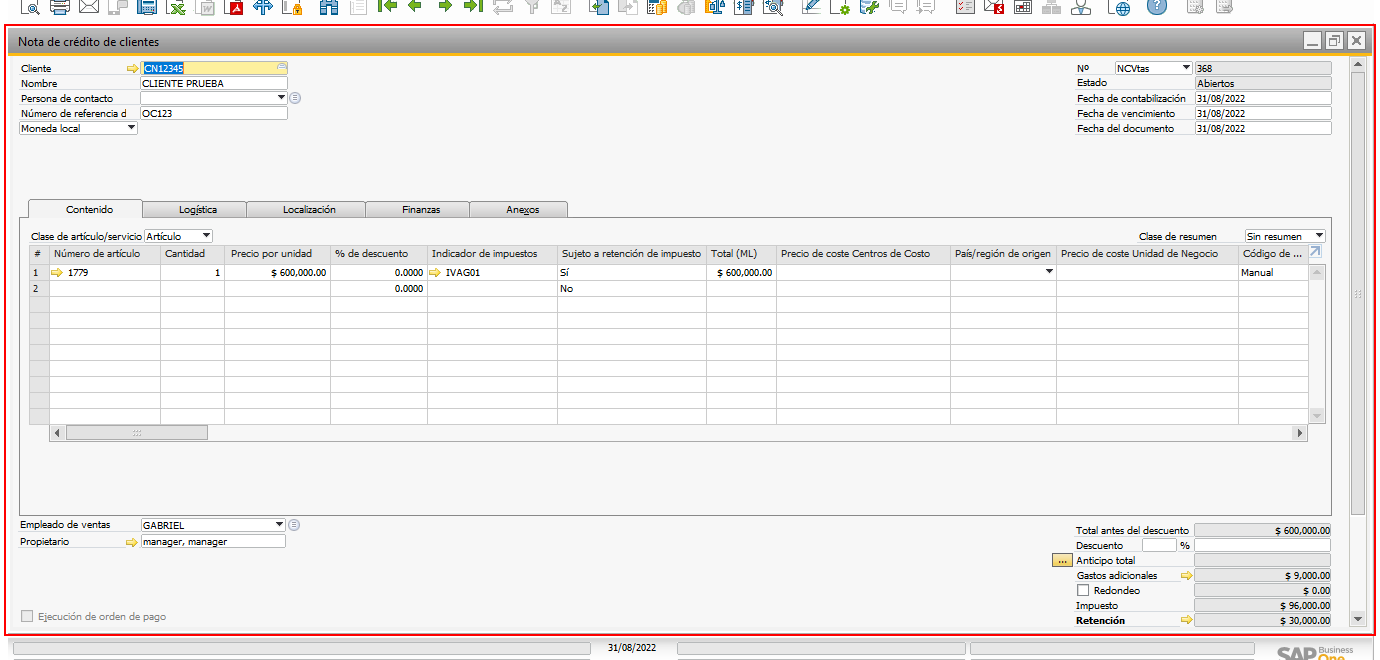 Nota de crédito de clientes
Cliente CN12345
Nombre CLIENTE PRUEBA
Persona de contacto
Número de referencia d OC123
Moneda local
Nº NCVtas 368
Estado Abiertos
Fecha de contabilización 31/08/2022
Fecha de vencimiento 31/08/2022
Fecha del documento 31/08/2022
Contenido Logística Localización Finanzas Anexos
Clase de artículo/servicio Artículo Clase de resumen Sin resumen
# Número de artículo Cantidad Precio por unidad % de descuento Indicador de impuestos Sujeto a retención de impuesto Total (ML) Precio de coste Centros de Costo País/región de origen Precio de coste Unidad de Negocio Código de ...
1 1779 1 $ 600,000.00 0.0000 IVAG01 Sí $ 600,000.00 Manual
2 0.0000 No
Empleado de ventas GABRIEL
Propietario manager, manager
Ejecución de orden de pago
Total antes del descuento $ 600,000.00
Descuento %
... Anticipo total
Gastos adicionales $ 9,000.00
Redondeo $ 0.00
Impuesto $ 96,000.00
Retención $ 30,000.00
31/08/2022
SAP Business
One